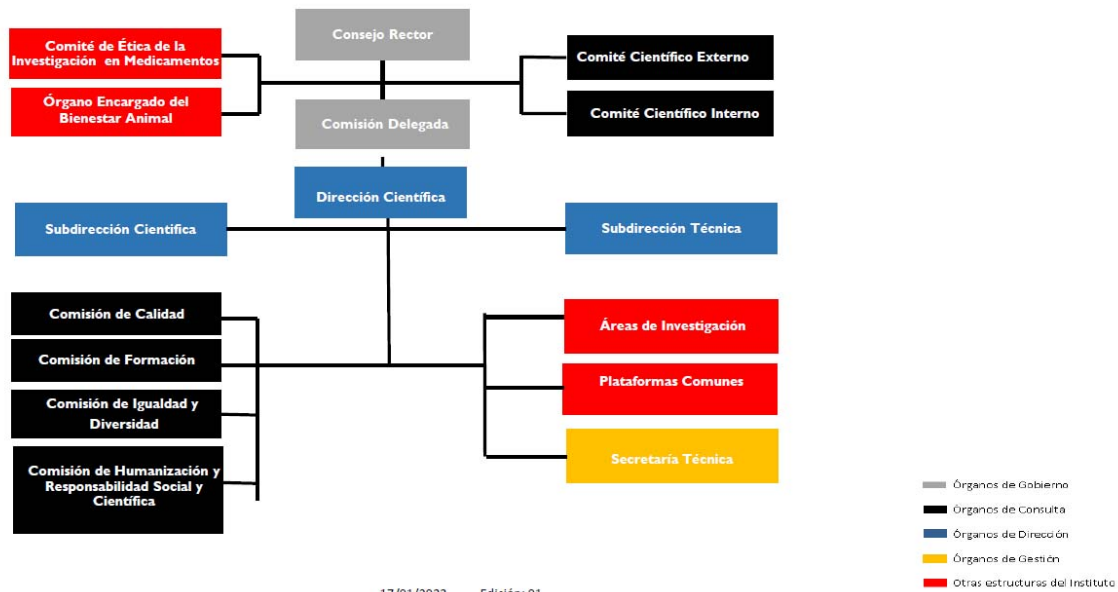 Consejo Rector
Comité de Ética de la
Investigación en Medicamentos
Comité Científico Externo
Órgano Encargado del
Bienestar Animal
Comité Científico Interno
Comisión Delegada
Dirección Científica
Subdirección Cientifica
Subdirección Técnica
Comisión de Calidad
Comisión de Formación
Comisión de Igualdad y
Diversidad
Comisión de Humanización y
Responsabilidad Social y
Científica
Áreas de Investigación
Plataformas Comunes
Secretaría Técnica
Órganos de Gobierno
Órganos de Consulta
Órganos de Dirección
Órganos de Gestión
Otras estructuras del Instituto